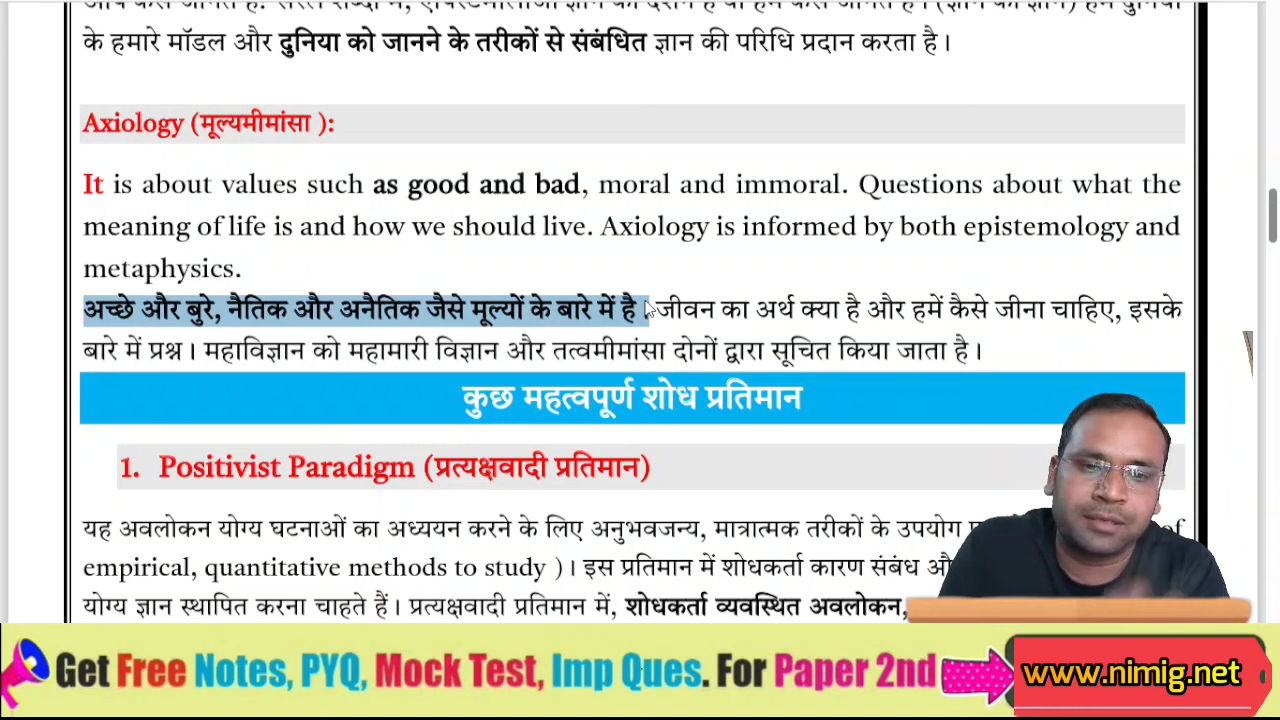 के हमारे मॉडल और दुनिया को जानने के तरीकों से संबंधित ज्ञान की परिधि प्रदान करता है।
Axiology (मूल्यमीमांसा ):
It is about values such as good and bad, moral and immoral. Questions about what the
meaning of life is and how we should live. Axiology is informed by both epistemology and
metaphysics.
अच्छे और बुरे, नैतिक और अनैतिक जैसे मूल्यों के बारे में है। जीवन का अर्थ क्या है और हमें कैसे जीना चाहिए, इसके
बारे में प्रश्न। महाविज्ञान को महामारी विज्ञान और तत्वमीमांसा दोनों द्वारा सूचित किया जाता है।
कुछ महत्वपूर्ण शोध प्रतिमान
1. Positivist Paradigm (प्रत्यक्षवादी प्रतिमान)
यह अवलोकन योग्य घटनाओं का अध्ययन करने के लिए अनुभवजन्य, मात्रात्मक तरीकों के उपयोग of
empirical, quantitative methods to study )। इस प्रतिमान में शोधकर्ता कारण संबंध
योग्य ज्ञान स्थापित करना चाहते हैं। प्रत्यक्षवादी प्रतिमान में, शोधकर्ता व्यवस्थित अवलोकन,
Get Free Notes, PYQ, Mock Test, Imp Ques. For Paper 2nd
www.nimig.net